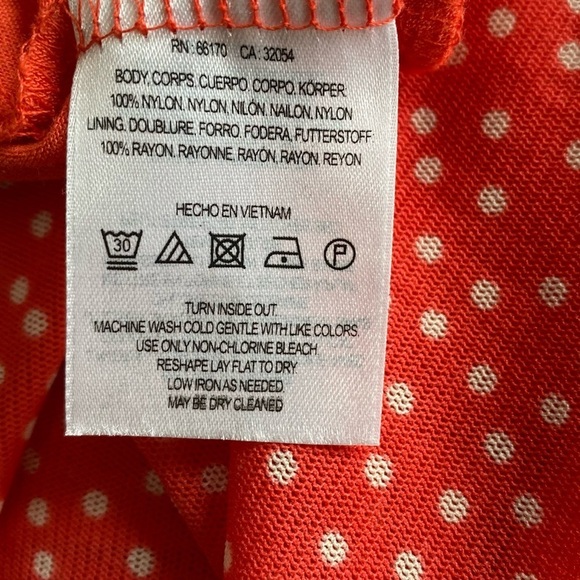 RN : 66170 CA : 32054
BODY, CORPS, CUERPO, CORPO, KÖRPER
100% NYLON, NYLON, NILÓN, NAILON, NYLON
LINING, DOUBLURE, FORRO, FODERA, FUTTERSTOFF
100% RAYON, RAYONNE, RAYÓN, RAYON, REYON
HECHO EN VIETNAM
30 P
TURN INSIDE OUT.
MACHINE WASH COLD GENTLE WITH LIKE COLORS.
USE ONLY NON-CHLORINE BLEACH
RESHAPE LAY FLAT TO DRY
LOW IRON AS NEEDED
MAY BE DRY CLEANED